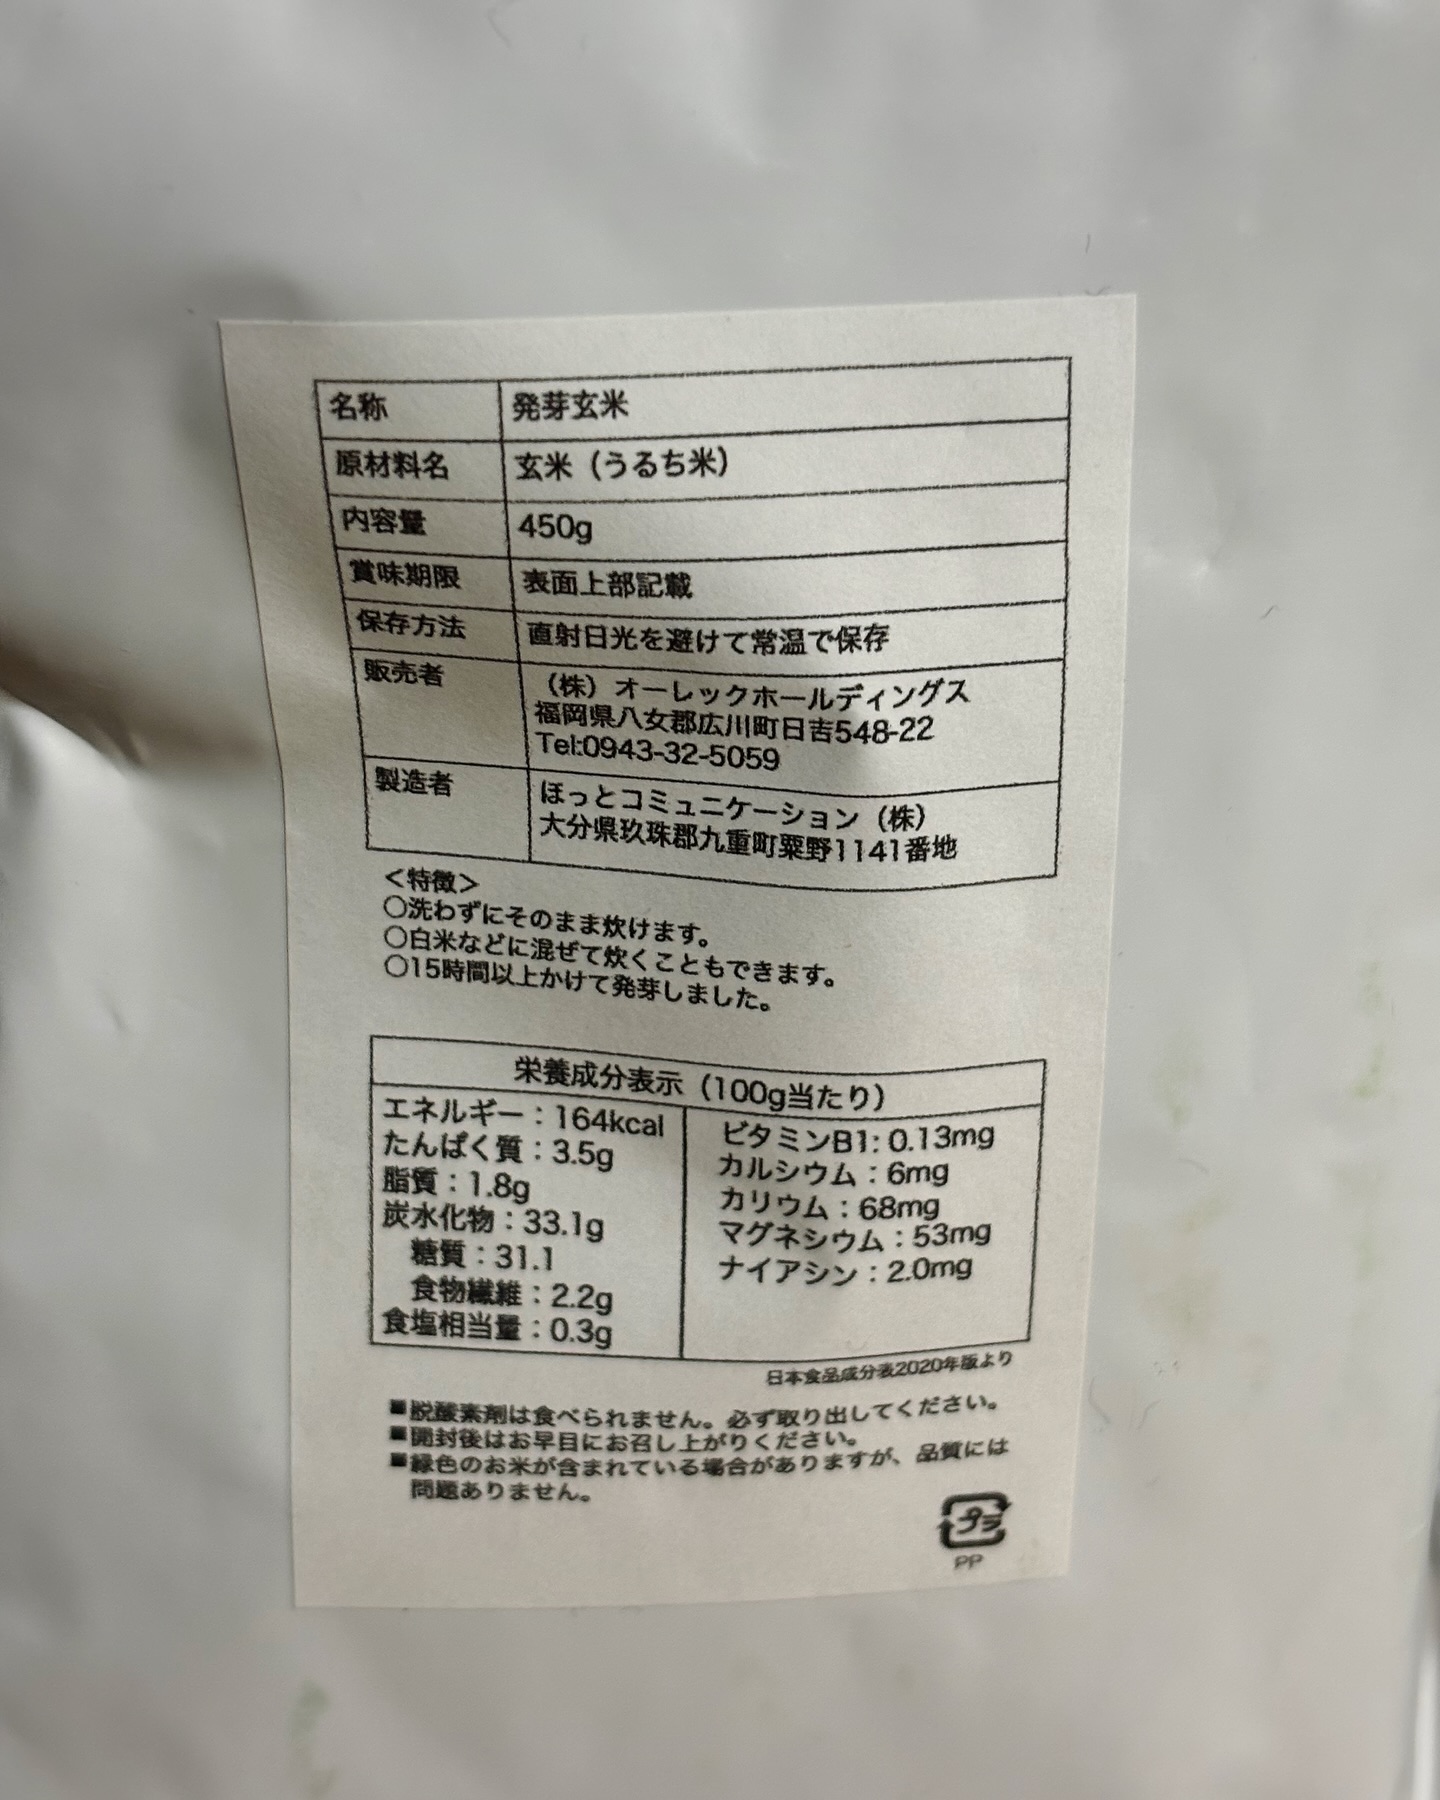 名称 発芽玄米
原材料名 玄米（うるち米）
内容量 450g
賞味期限 表面上部記載
保存方法 直射日光を避けて常温で保存
販売者 （株）オーレックホールディングス
福岡県八女郡広川町日吉548-22
Tel:0943-32-5059
製造者 ほっとコミュニケーション（株）
大分県玖珠郡九重町粟野1141番地
＜特徴＞
○洗わずにそのまま炊けます。
○白米などに混ぜて炊くこともできます。
○15時間以上かけて発芽しました。
栄養成分表示（100g当たり）
エネルギー：164kcal
たんぱく質：3.5g
脂質：1.8g
炭水化物：33.1g
糖質：31.1
食物繊維：2.2g
食塩相当量：0.3g
ビタミンB1: 0.13mg
カルシウム：6mg
カリウム：68mg
マグネシウム：53mg
ナイアシン：2.0mg
日本食品成分表2020年版より
■脱酸素剤は食べられません。必ず取り出してください。
■開封後はお早目にお召し上がりください。
■緑色のお米が含まれている場合がありますが、品質には
問題ありません。
プラ
PP